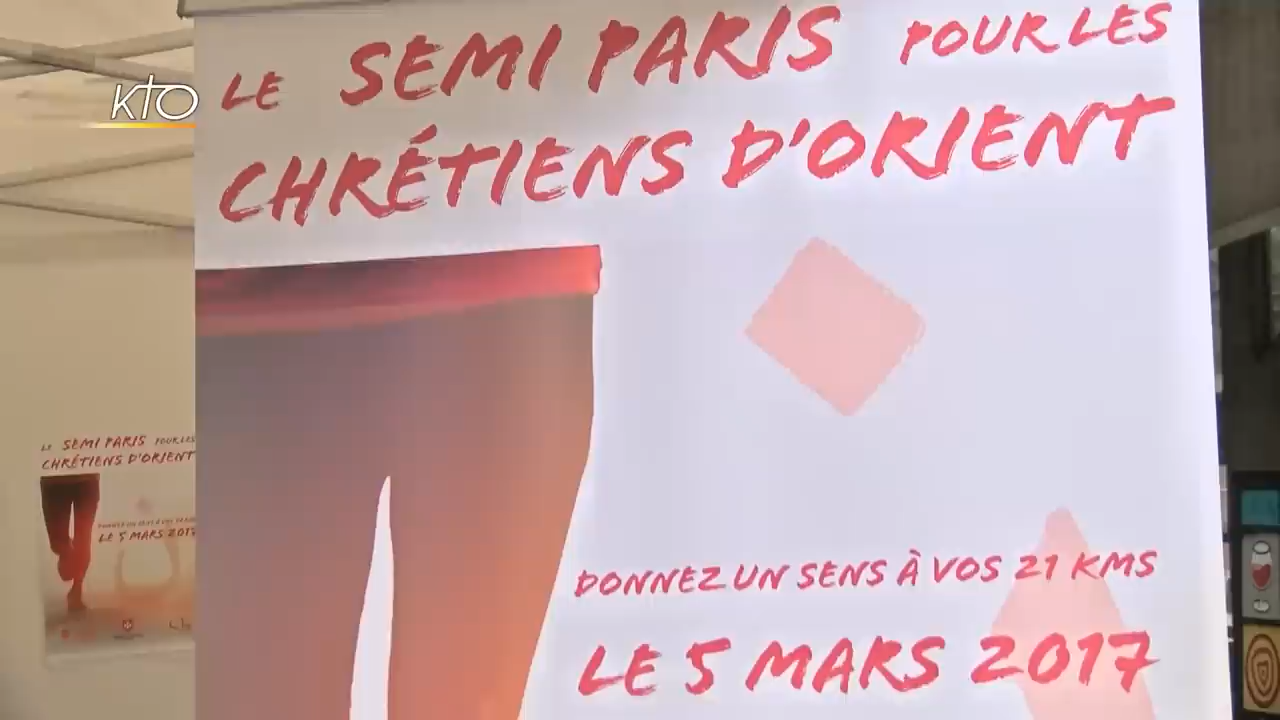 kto
LE SEMI PARIS POUR LES
CHRÉTIENS D'ORIENT
DONNEZ UN SENS À VOS 21 KMS
LE 5 MARS 2017
LE SEMI PARIS POUR LES
CHRÉTIENS D'ORIENT
LE 5 MARS 2017